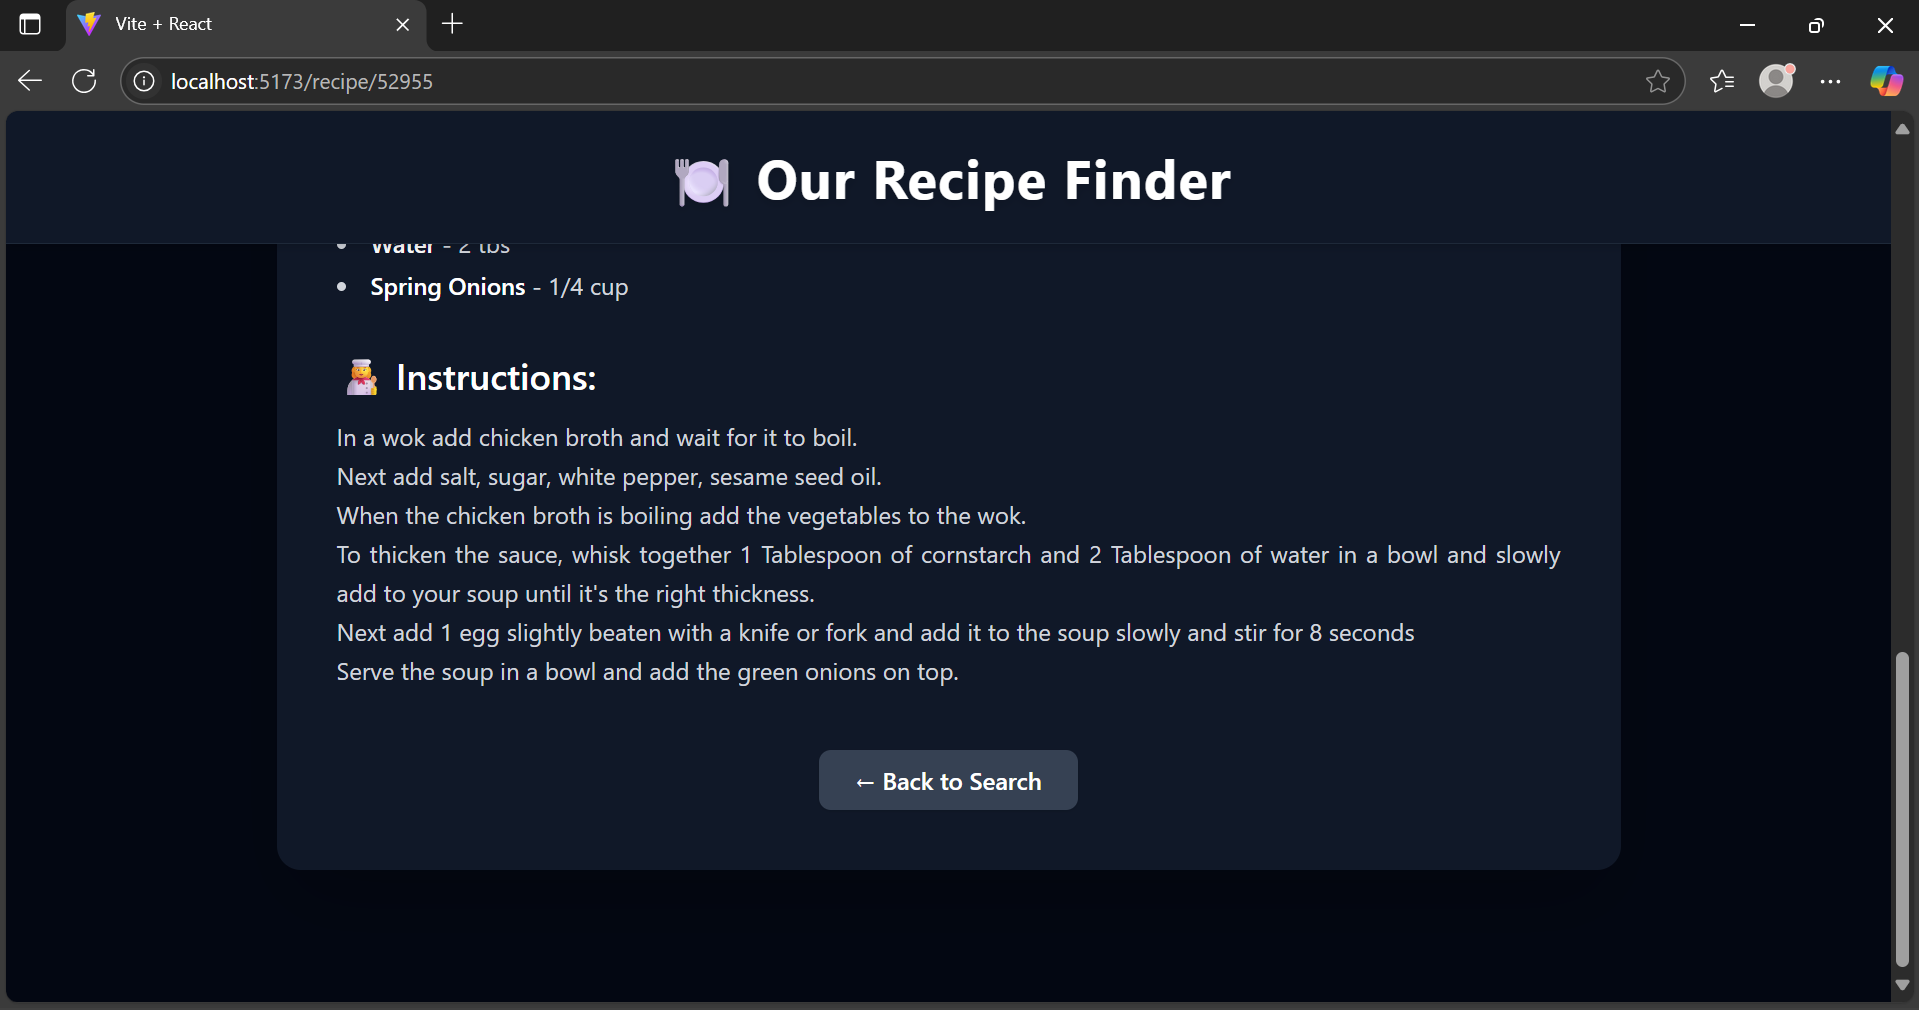 Vite + React
localhost:5173/recipe/52955
🍽️ Our Recipe Finder
• Water - 2 tbs
• Spring Onions - 1/4 cup
🧑‍🍳 Instructions:
In a wok add chicken broth and wait for it to boil.
Next add salt, sugar, white pepper, sesame seed oil.
When the chicken broth is boiling add the vegetables to the wok.
To thicken the sauce, whisk together 1 Tablespoon of cornstarch and 2 Tablespoon of water in a bowl and slowly
add to your soup until it's the right thickness.
Next add 1 egg slightly beaten with a knife or fork and add it to the soup slowly and stir for 8 seconds
Serve the soup in a bowl and add the green onions on top.
← Back to Search